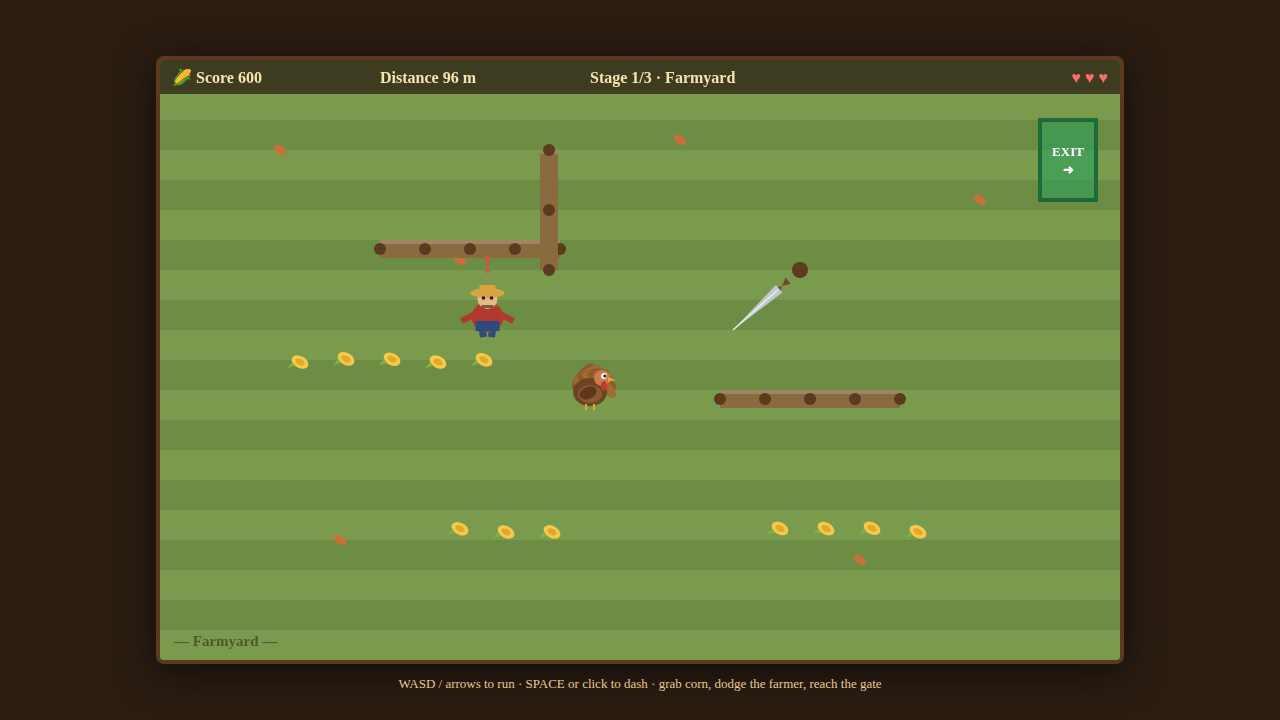 Score 600
Distance 96 m
Stage 1/3 · Farmyard
EXIT
➜
!
— Farmyard —
WASD / arrows to run · SPACE or click to dash · grab corn, dodge the farmer, reach the gate